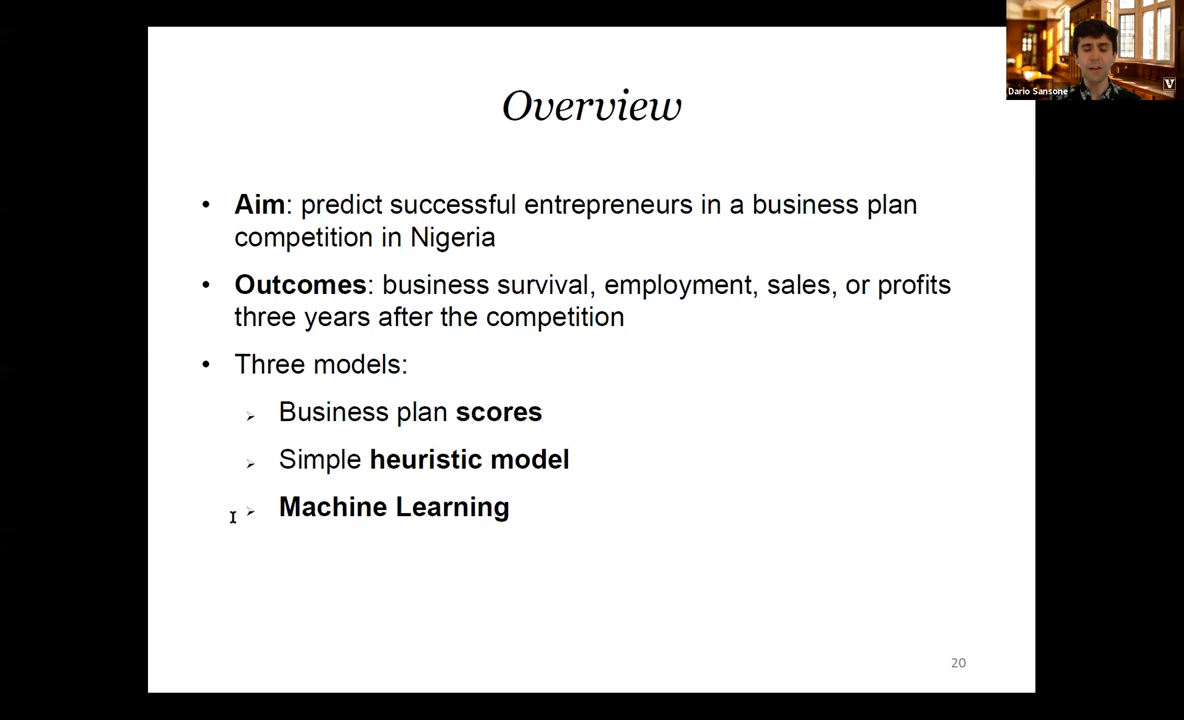 Overview
• Aim: predict successful entrepreneurs in a business plan
competition in Nigeria
• Outcomes: business survival, employment, sales, or profits
three years after the competition
• Three models:
➢ Business plan scores
➢ Simple heuristic model
➢ Machine Learning
20
Dario Sansone
V